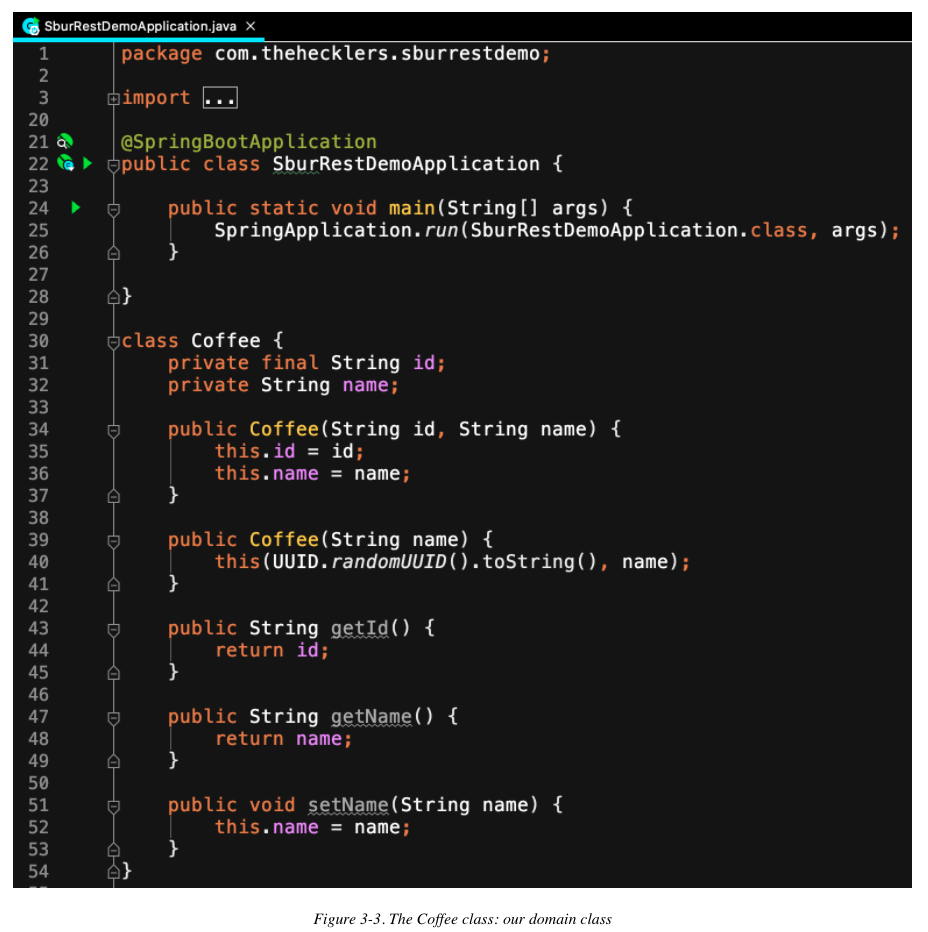 SburRestDemoApplication.java ×
1 package com.thehecklers.sburrestdemo;
2
3 import ...
20
21 @SpringBootApplication
22 public class SburRestDemoApplication {
23
24     public static void main(String[] args) {
25         SpringApplication.run(SburRestDemoApplication.class, args);
26     }
27
28 }
29
30 class Coffee {
31     private final String id;
32     private String name;
33
34     public Coffee(String id, String name) {
35         this.id = id;
36         this.name = name;
37     }
38
39     public Coffee(String name) {
40         this(UUID.randomUUID().toString(), name);
41     }
42
43     public String getId() {
44         return id;
45     }
46
47     public String getName() {
48         return name;
49     }
50
51     public void setName(String name) {
52         this.name = name;
53     }
54 }
Figure 3-3. The Coffee class: our domain class